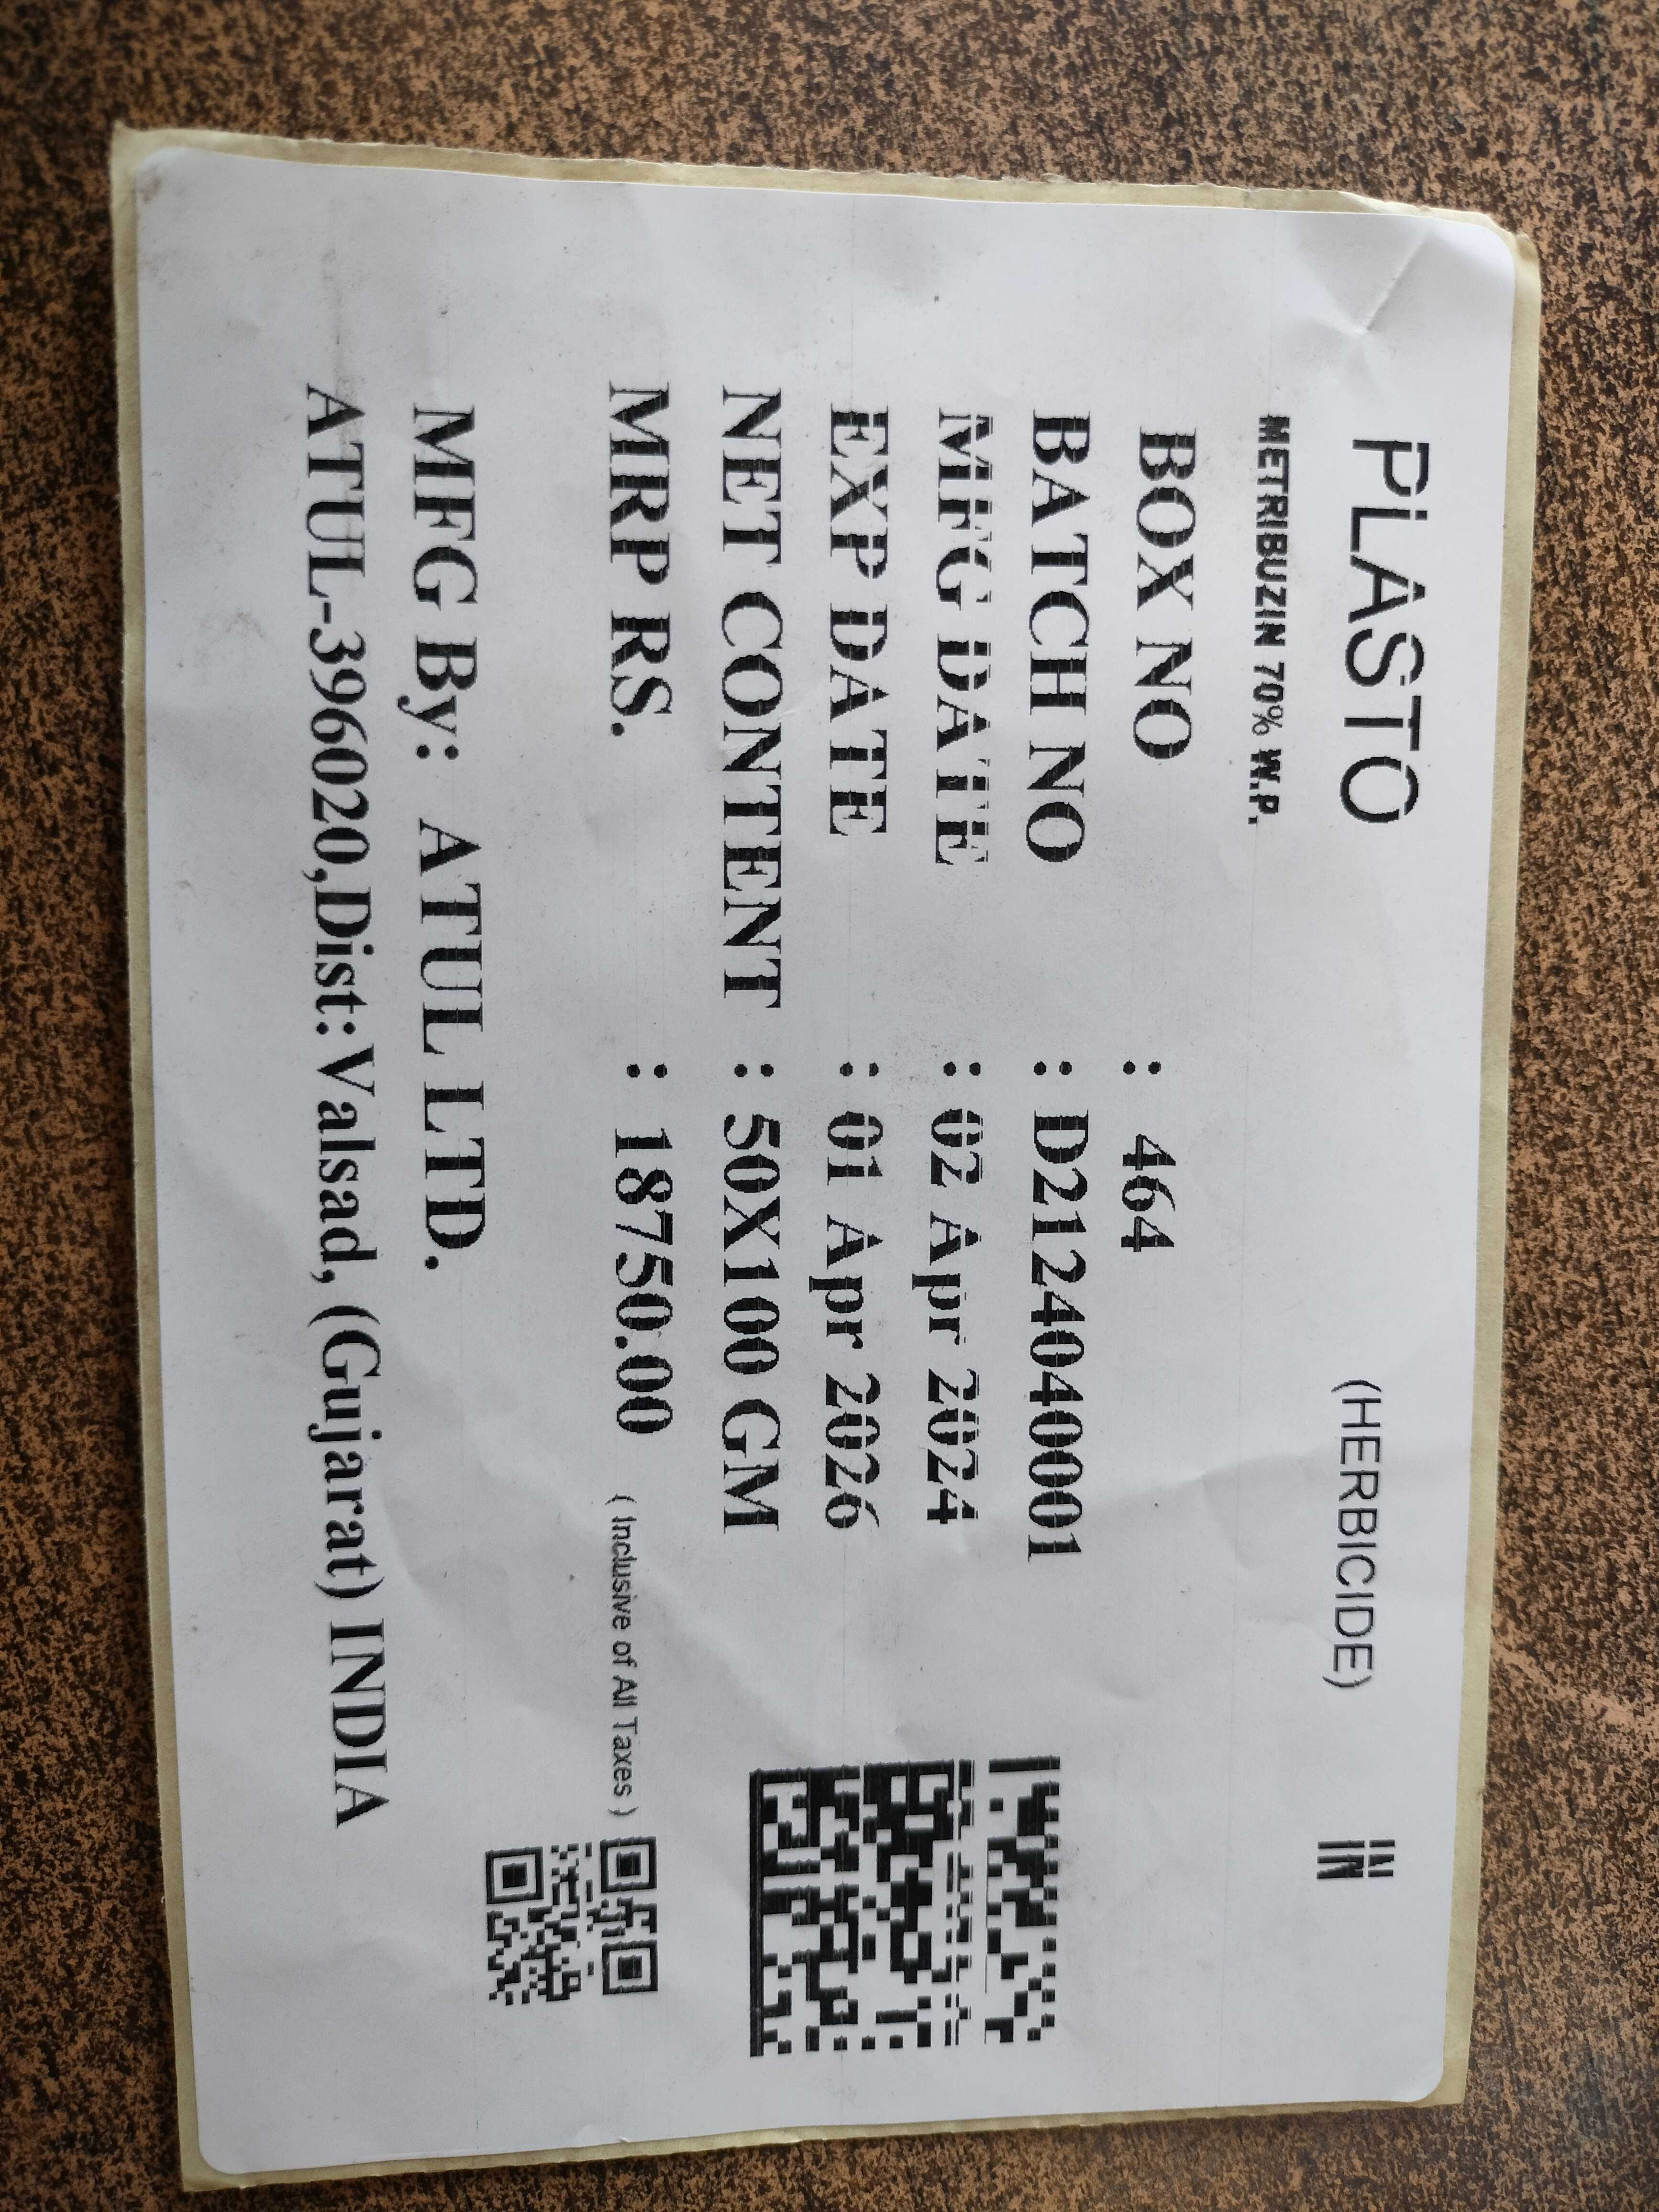 PLASTO (HERBICIDE) IN
METRIBUZIN 70% W.P.
BOX NO : 464
BATCH NO : D212404001
MFG DATE : 02 Apr 2024
EXP DATE : 01 Apr 2026
NET CONTENT : 50X100 GM
MRP RS. : 18750.00 ( Inclusive of All Taxes )
MFG By: ATUL LTD.
ATUL-396020,Dist:Valsad, (Gujarat) INDIA